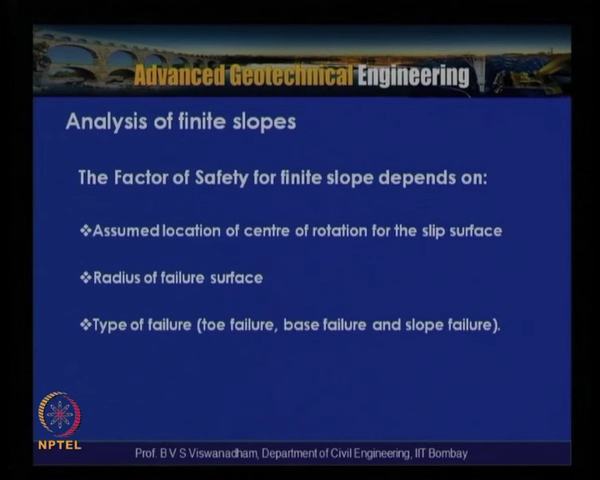 Advanced Geotechnical Engineering
Analysis of finite slopes
The Factor of Safety for finite slope depends on:
❖Assumed location of centre of rotation for the slip surface
❖Radius of failure surface
❖Type of failure (toe failure, base failure and slope failure).
NPTEL
Prof. B V S Viswanadham, Department of Civil Engineering, IIT Bombay